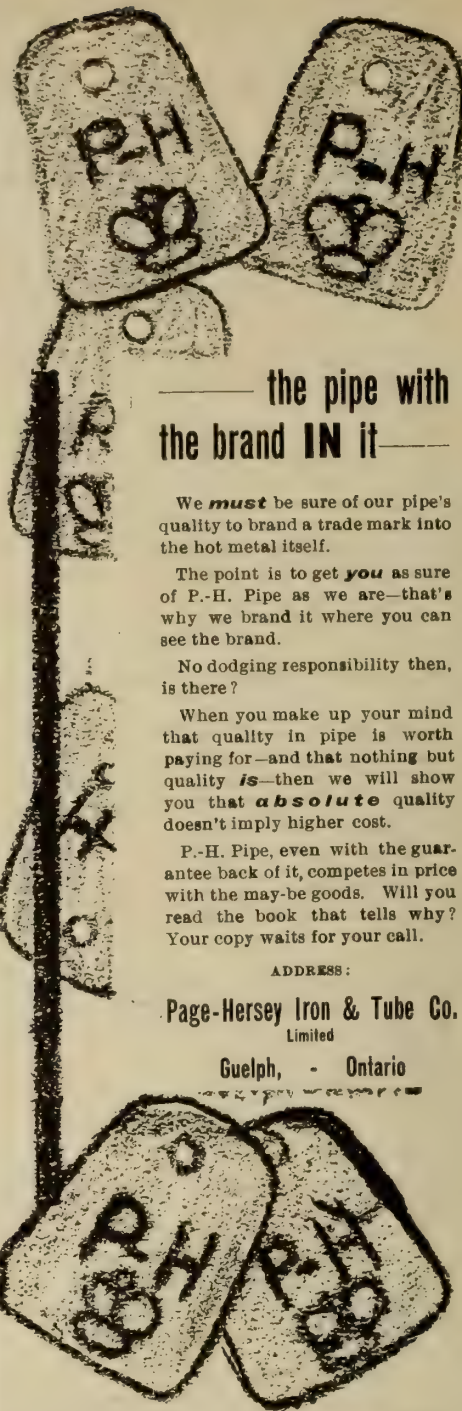 P-H
P-H
P
—— the pipe with
the brand IN it ——
We must be sure of our pipe's
quality to brand a trade mark into
the hot metal itself.
The point is to get you as sure
of P.-H. Pipe as we are—that's
why we brand it where you can
see the brand.
No dodging responsibility then,
is there?
When you make up your mind
that quality in pipe is worth
paying for—and that nothing but
quality is—then we will show
you that absolute quality
doesn't imply higher cost.
P.-H. Pipe, even with the guar-
antee back of it, competes in price
with the may-be goods. Will you
read the book that tells why?
Your copy waits for your call.
ADDRESS:
Page-Hersey Iron & Tube Co.
Limited
Guelph, - Ontario
P-H
P-H